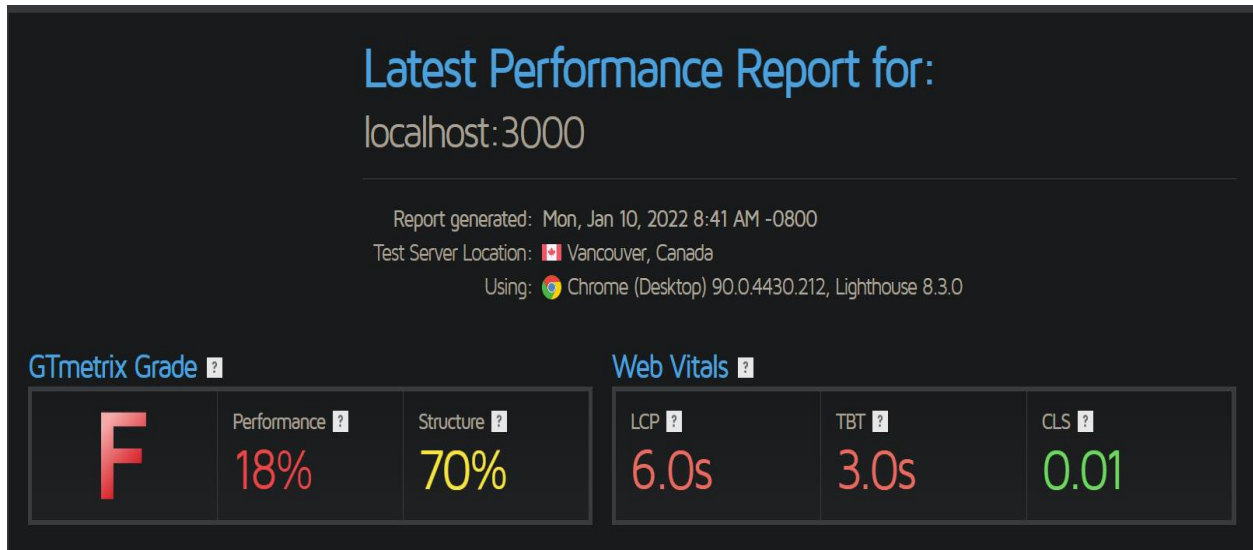 Latest Performance Report for:
localhost:3000
Report generated: Mon, Jan 10, 2022 8:41 AM -0800
Test Server Location: Vancouver, Canada
Using: Chrome (Desktop) 90.0.4430.212, Lighthouse 8.3.0
GTmetrix Grade ?
F
Performance ?
18%
Structure ?
70%
Web Vitals ?
LCP ?
6.0s
TBT ?
3.0s
CLS ?
0.01